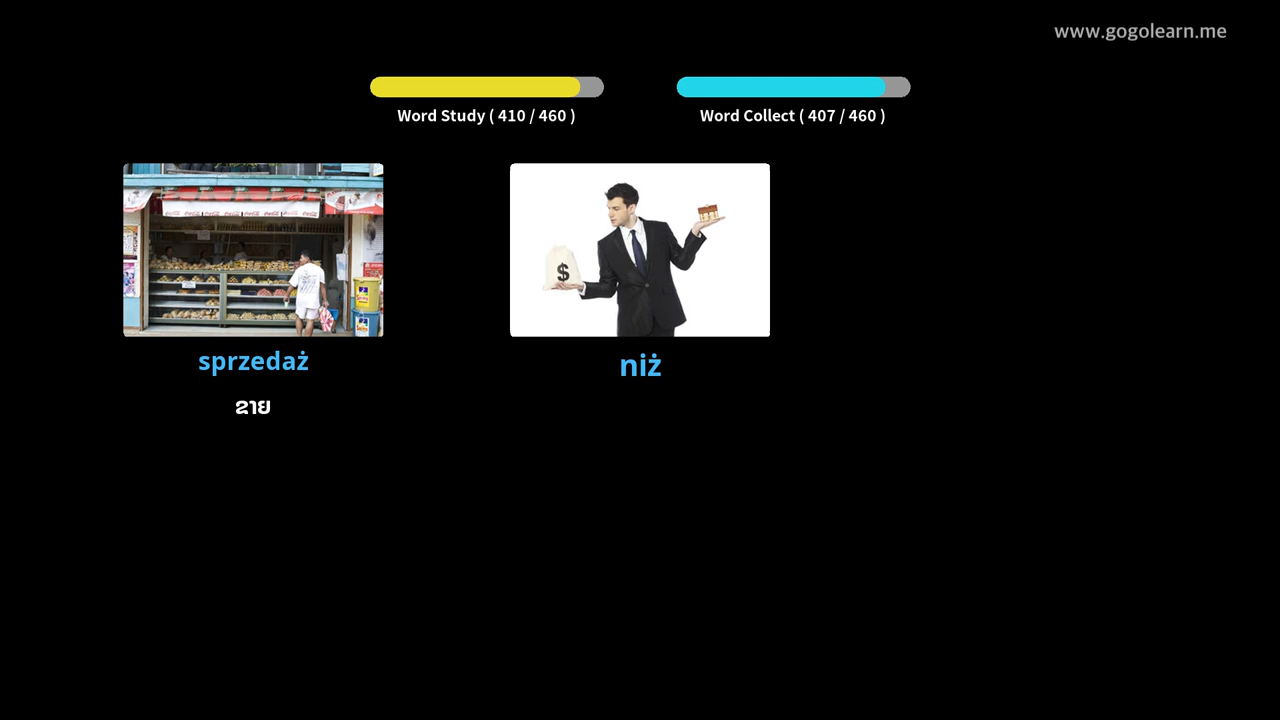 www.gogolearn.me
Word Study ( 410 / 460 )
Word Collect ( 407 / 460 )
$
sprzedaż
niż
ຂາຍ